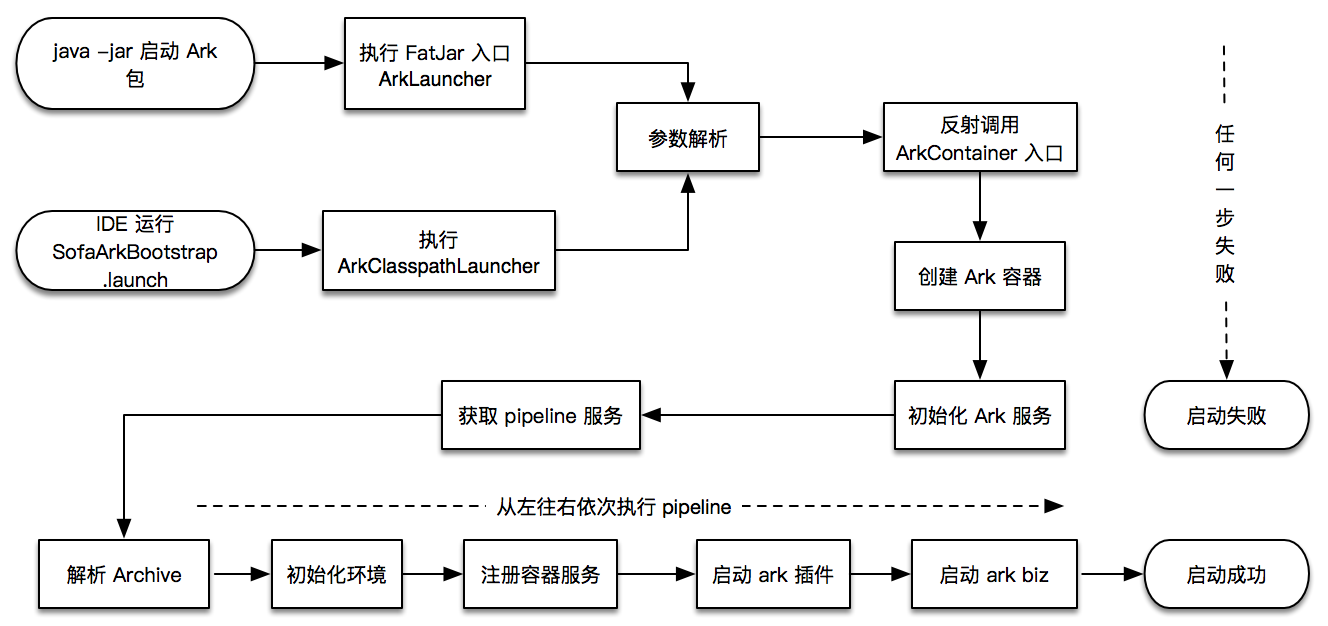 java -jar 启动 Ark
包
执行 FatJar 入口
ArkLauncher
参数解析
反射调用
ArkContainer 入口
任何一步失败
IDE 运行
SofaArkBootstrap
.launch
执行
ArkClasspathLauncher
创建 Ark 容器
获取 pipeline 服务
初始化 Ark 服务
启动失败
从左往右依次执行 pipeline
解析 Archive
初始化环境
注册容器服务
启动 ark 插件
启动 ark biz
启动成功